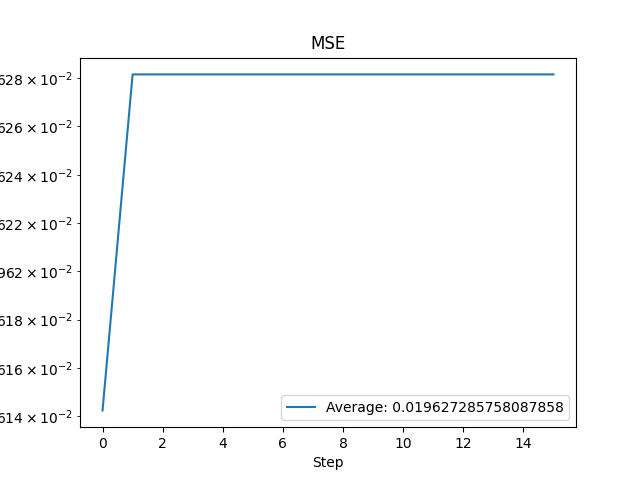 MSE
628 × 10⁻²
626 × 10⁻²
624 × 10⁻²
622 × 10⁻²
962 × 10⁻²
618 × 10⁻²
616 × 10⁻²
614 × 10⁻²
Average: 0.019627285758087858
0 2 4 6 8 10 12 14
Step